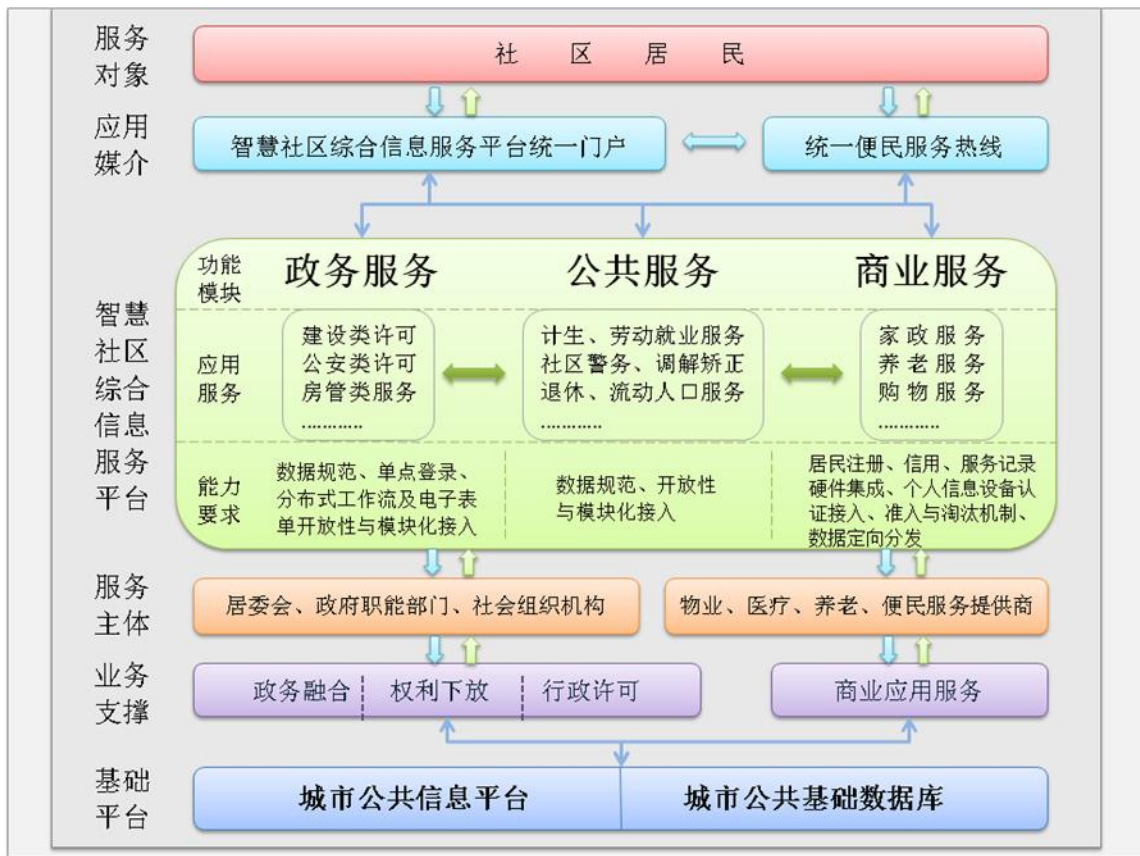 服务
对象
社 区 居 民
应用
媒介
智慧社区综合信息服务平台统一门户
统一便民服务热线
智慧
社区
综合
信息
服务
平台
功能
模块
政务服务
公共服务
商业服务
应用
服务
建设类许可
公安类许可
房管类服务
…………
计生、劳动就业服务
社区警务、调解矫正
退休、流动人口服务
…………
家政服务
养老服务
购物服务
…………
能力
要求
数据规范、单点登录、
分布式工作流及电子表
单开放性与模块化接入
数据规范、开放性
与模块化接入
居民注册、信用、服务记录
硬件集成、个人信息设备认
证接入、准入与淘汰机制、
数据定向分发
服务
主体
居委会、政府职能部门、社会组织机构
物业、医疗、养老、便民服务提供商
业务
支撑
政务融合
权利下放
行政许可
商业应用服务
基础
平台
城市公共信息平台
城市公共基础数据库